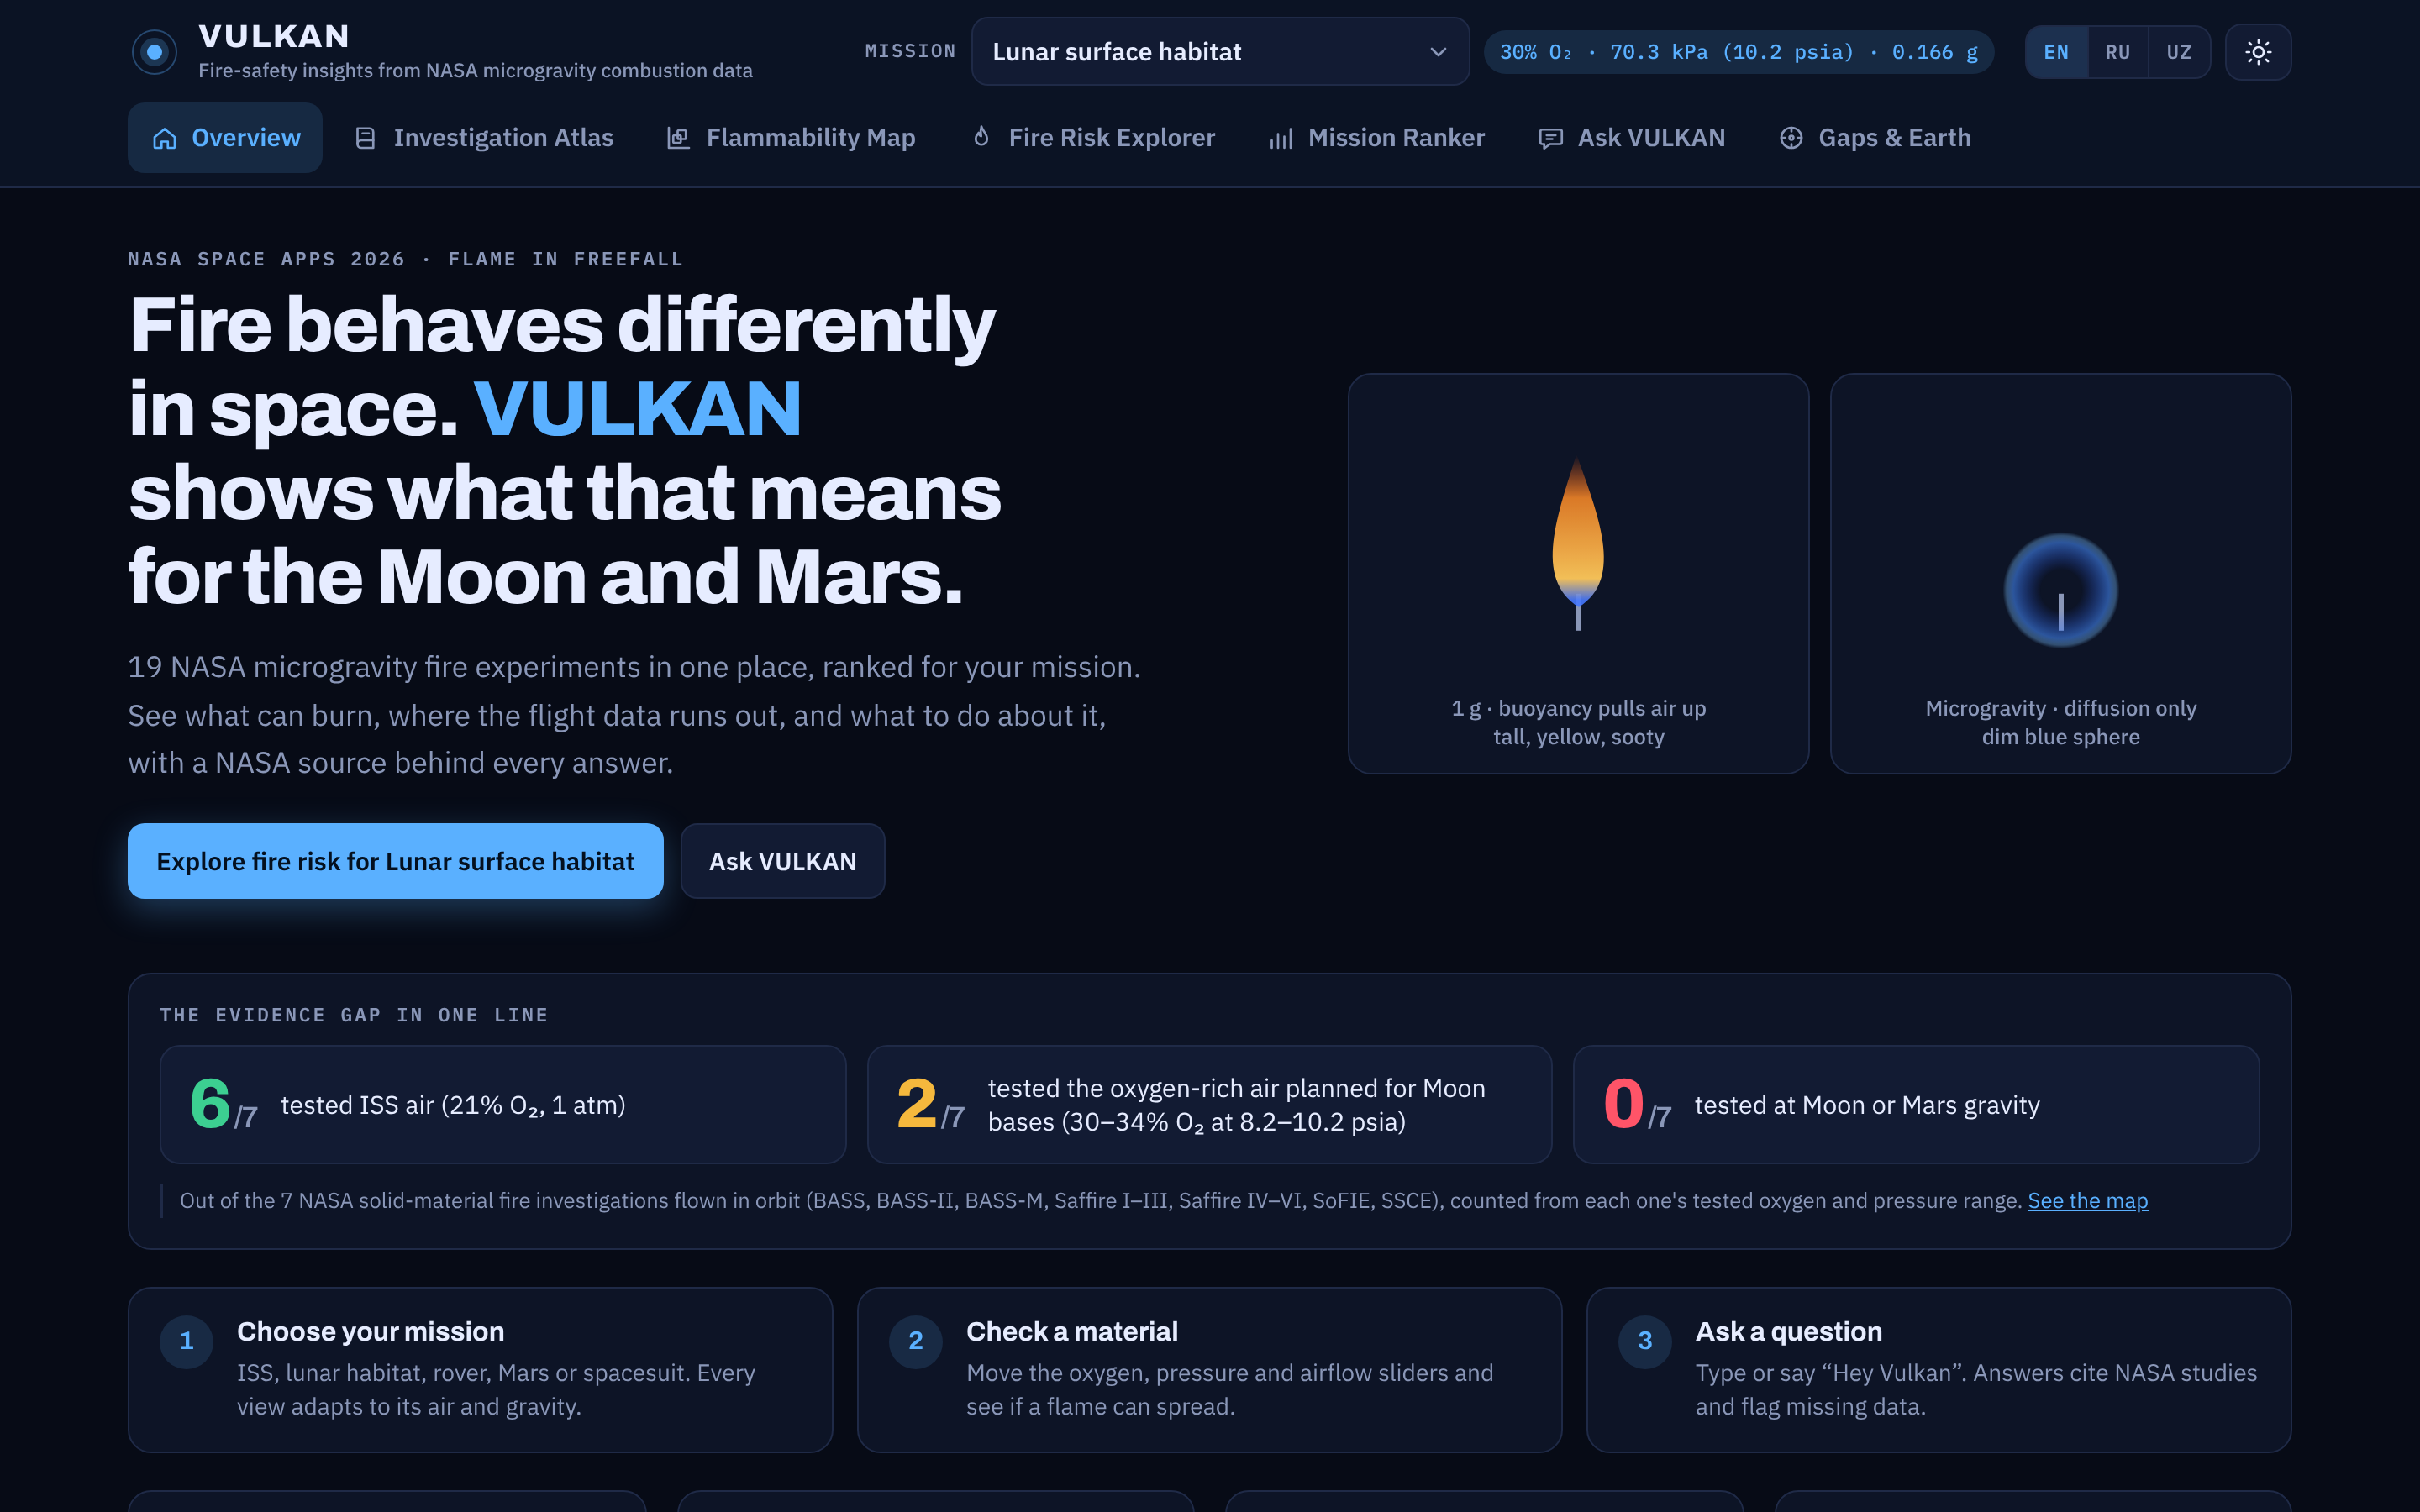 VULKAN
Fire-safety insights from NASA microgravity combustion data
MISSION
Lunar surface habitat
30% O₂ · 70.3 kPa (10.2 psia) · 0.166 g
EN RU UZ
Overview
Investigation Atlas
Flammability Map
Fire Risk Explorer
Mission Ranker
Ask VULKAN
Gaps & Earth
NASA SPACE APPS 2026 · FLAME IN FREEFALL
Fire behaves differently
in space. VULKAN
shows what that means
for the Moon and Mars.
19 NASA microgravity fire experiments in one place, ranked for your mission.
See what can burn, where the flight data runs out, and what to do about it,
with a NASA source behind every answer.
Explore fire risk for Lunar surface habitat
Ask VULKAN
1 g · buoyancy pulls air up
tall, yellow, sooty
Microgravity · diffusion only
dim blue sphere
THE EVIDENCE GAP IN ONE LINE
6/7 tested ISS air (21% O₂, 1 atm)
2/7 tested the oxygen-rich air planned for Moon
bases (30–34% O₂ at 8.2–10.2 psia)
0/7 tested at Moon or Mars gravity
Out of the 7 NASA solid-material fire investigations flown in orbit (BASS, BASS-II, BASS-M, Saffire I–III, Saffire IV–VI, SoFIE, SSCE), counted from each one's tested oxygen and pressure range. See the map
1 Choose your mission
ISS, lunar habitat, rover, Mars or spacesuit. Every
view adapts to its air and gravity.
2 Check a material
Move the oxygen, pressure and airflow sliders and
see if a flame can spread.
3 Ask a question
Type or say “Hey Vulkan”. Answers cite NASA studies
and flag missing data.